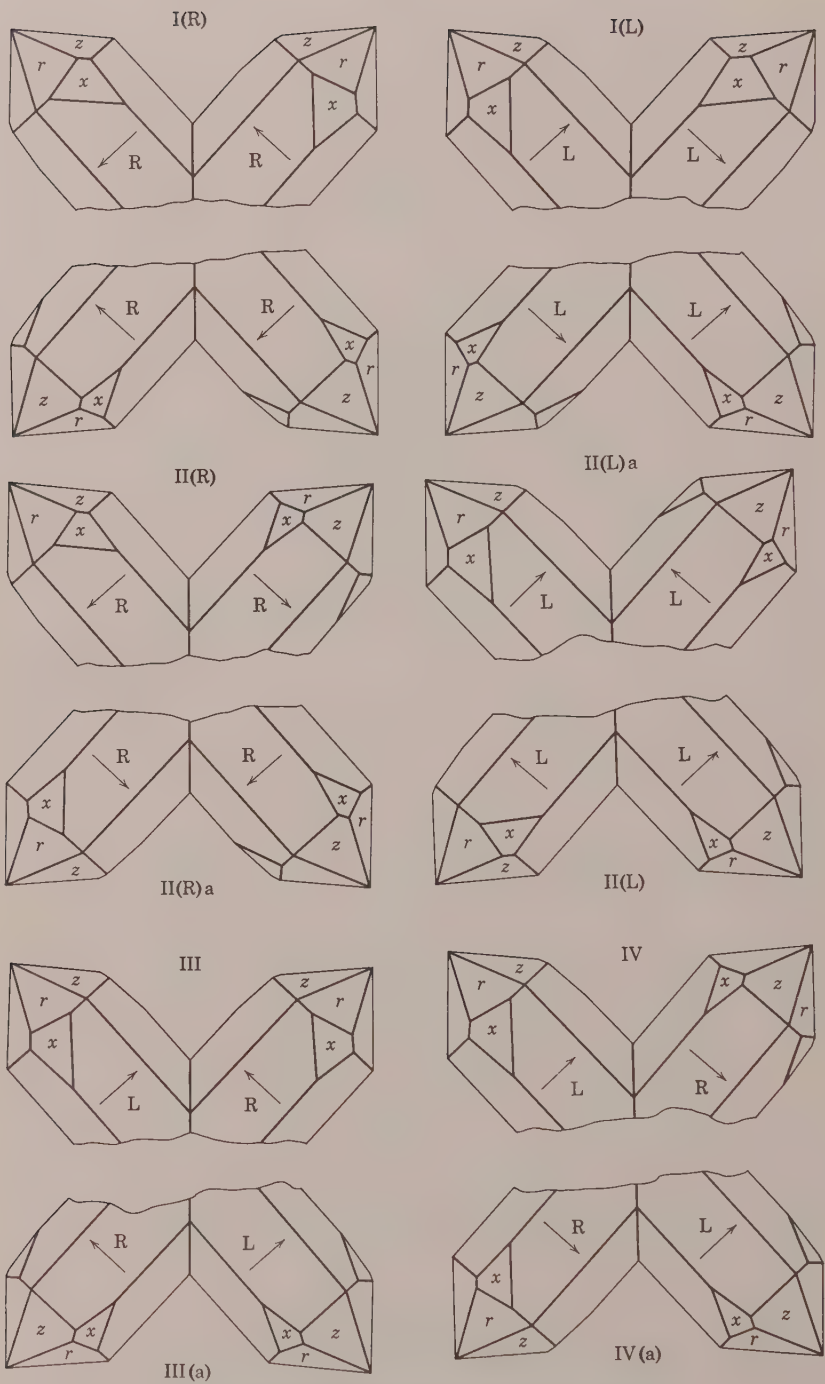 I(R)
z z
r r
x x
R R
R R
x
r
z x z
r
I(L)
z z
r r
x x
L L
L L
x
r
z x z
r
II(R)
z r
r x x z
R R
R R
x x
r r z
z
II(R)a
II(L)a
z z
r r
x x
L L
L L
r x x z
z r
II(L)
III
z z
r r
x x
L R
R L
z x x z
r r
III(a)
IV
z x z
r r
x
L R
R L
x
r x z
z r
IV(a)